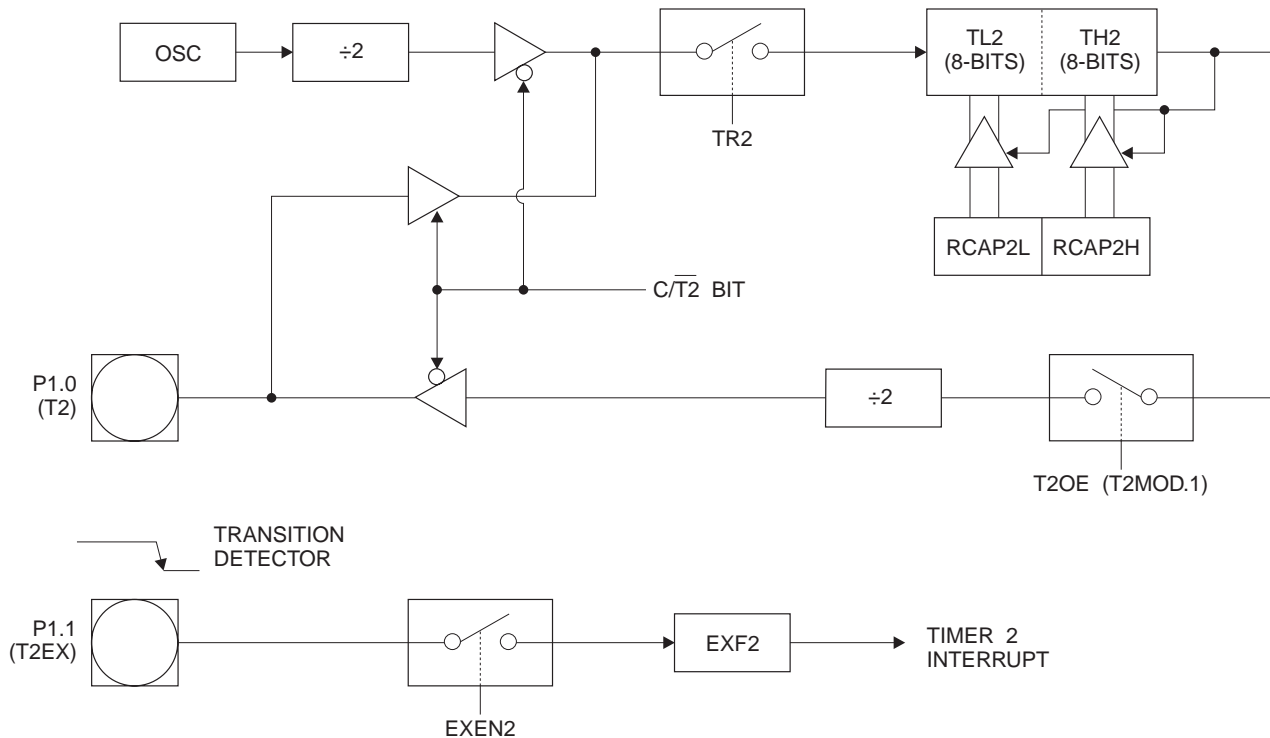 OSC
÷2
TR2
TL2
(8-BITS)
TH2
(8-BITS)
RCAP2L
RCAP2H
C/T2̅ BIT
P1.0
(T2)
÷2
T2OE (T2MOD.1)
TRANSITION
DETECTOR
P1.1
(T2EX)
EXEN2
EXF2
TIMER 2
INTERRUPT